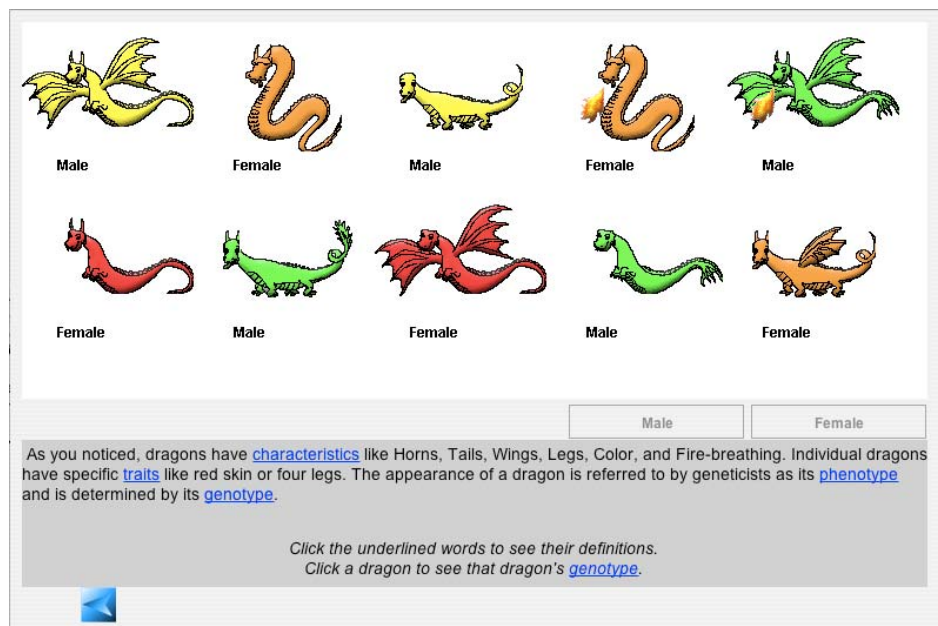 Male Female Male Female Male
Female Male Female Male Female
Male Female
As you noticed, dragons have characteristics like Horns, Tails, Wings, Legs, Color, and Fire-breathing. Individual dragons
have specific traits like red skin or four legs. The appearance of a dragon is referred to by geneticists as its phenotype
and is determined by its genotype.
Click the underlined words to see their definitions.
Click a dragon to see that dragon's genotype.